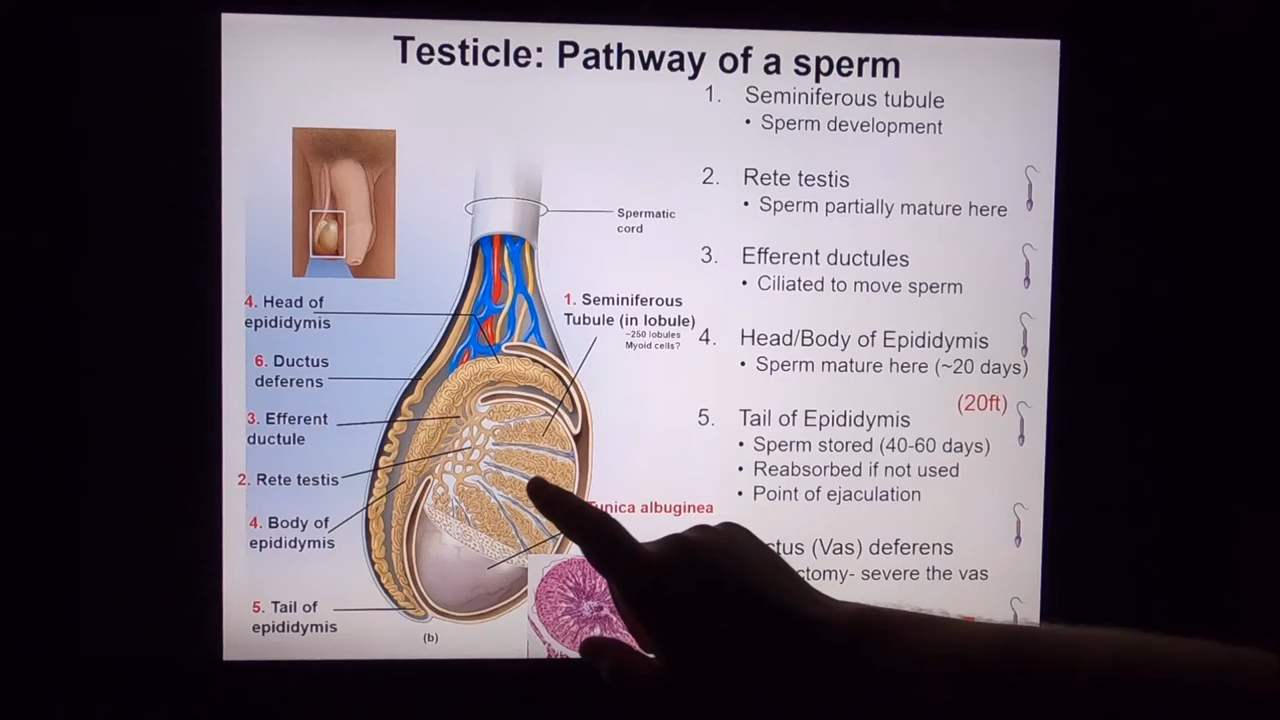 Testicle: Pathway of a sperm
1. Seminiferous tubule
• Sperm development
2. Rete testis
• Sperm partially mature here
3. Efferent ductules
• Ciliated to move sperm
4. Head/Body of Epididymis
• Sperm mature here (~20 days)
(20ft)
5. Tail of Epididymis
• Sperm stored (40-60 days)
• Reabsorbed if not used
• Point of ejaculation
(Vas) deferens
severe the vas
Spermatic
cord
1. Seminiferous
Tubule (in lobule)
~250 lobules
Myoid cells?
4. Head of
epididymis
6. Ductus
deferens
3. Efferent
ductule
2. Rete testis
4. Body of
epididymis
5. Tail of
epididymis
albuginea
(b)